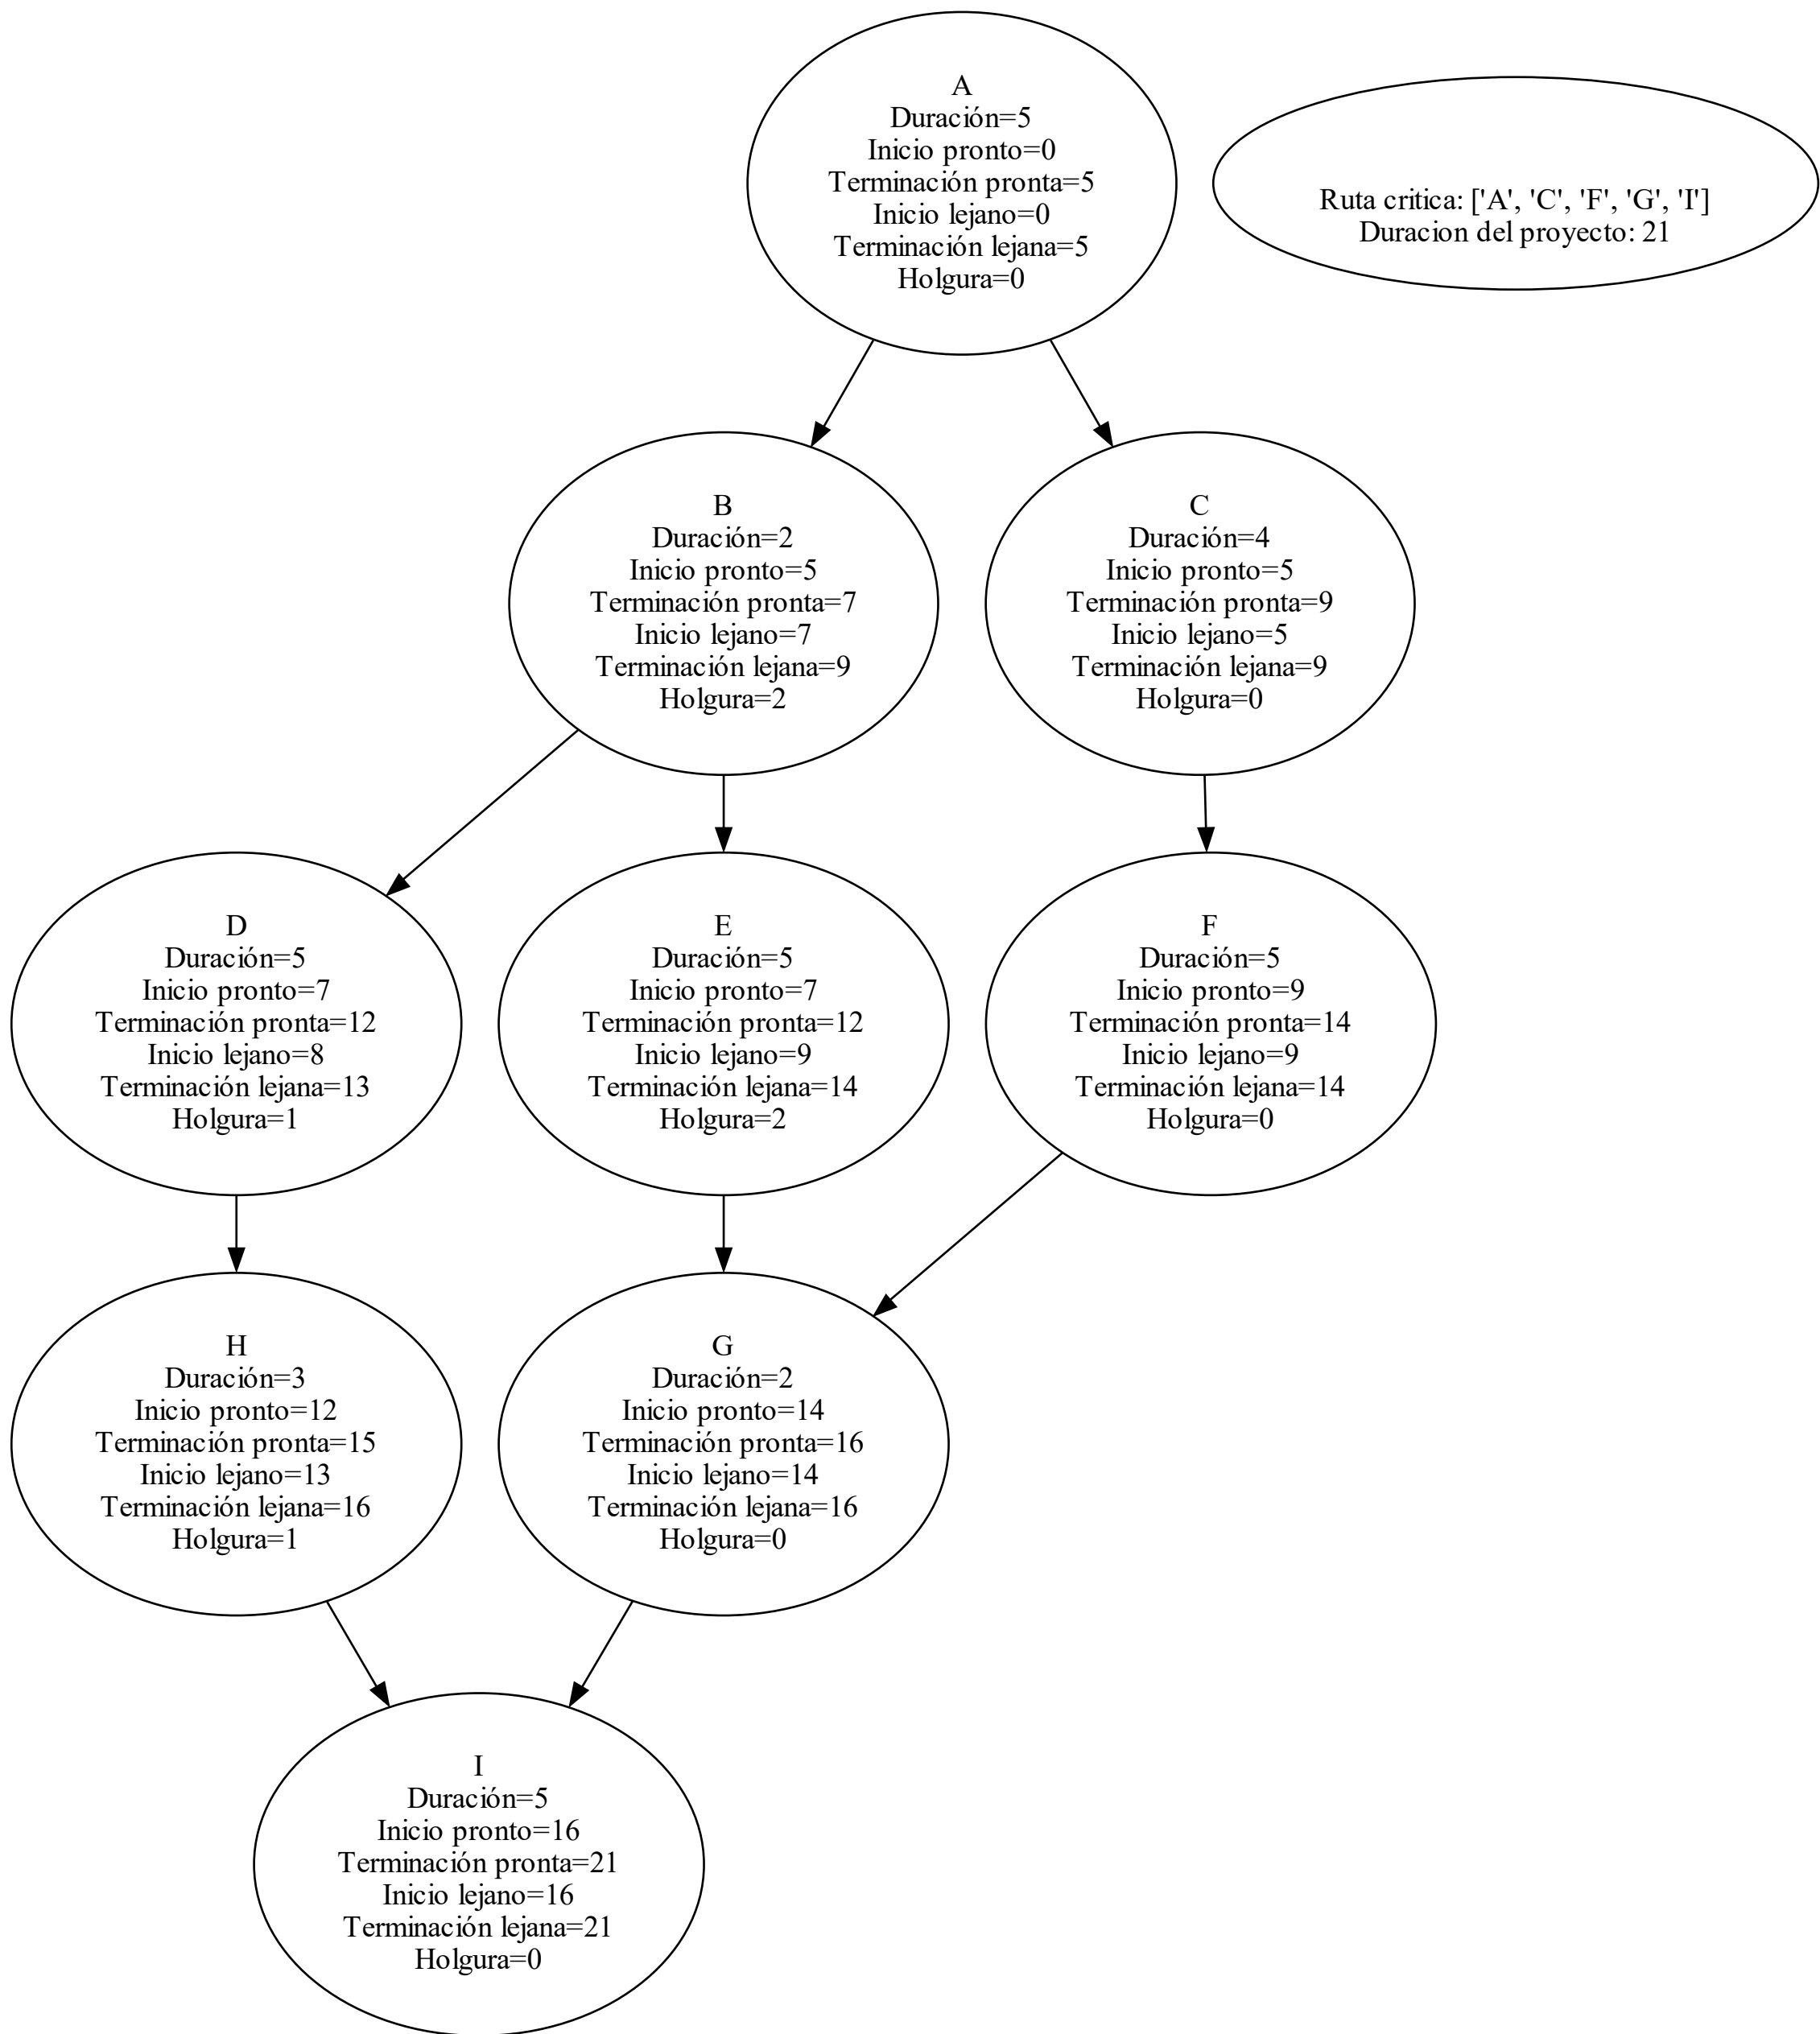 A
Duración=5
Inicio pronto=0
Terminación pronta=5
Inicio lejano=0
Terminación lejana=5
Holgura=0
Ruta critica: ['A', 'C', 'F', 'G', 'I']
Duracion del proyecto: 21
B
Duración=2
Inicio pronto=5
Terminación pronta=7
Inicio lejano=7
Terminación lejana=9
Holgura=2
C
Duración=4
Inicio pronto=5
Terminación pronta=9
Inicio lejano=5
Terminación lejana=9
Holgura=0
D
Duración=5
Inicio pronto=7
Terminación pronta=12
Inicio lejano=8
Terminación lejana=13
Holgura=1
E
Duración=5
Inicio pronto=7
Terminación pronta=12
Inicio lejano=9
Terminación lejana=14
Holgura=2
F
Duración=5
Inicio pronto=9
Terminación pronta=14
Inicio lejano=9
Terminación lejana=14
Holgura=0
H
Duración=3
Inicio pronto=12
Terminación pronta=15
Inicio lejano=13
Terminación lejana=16
Holgura=1
G
Duración=2
Inicio pronto=14
Terminación pronta=16
Inicio lejano=14
Terminación lejana=16
Holgura=0
I
Duración=5
Inicio pronto=16
Terminación pronta=21
Inicio lejano=16
Terminación lejana=21
Holgura=0